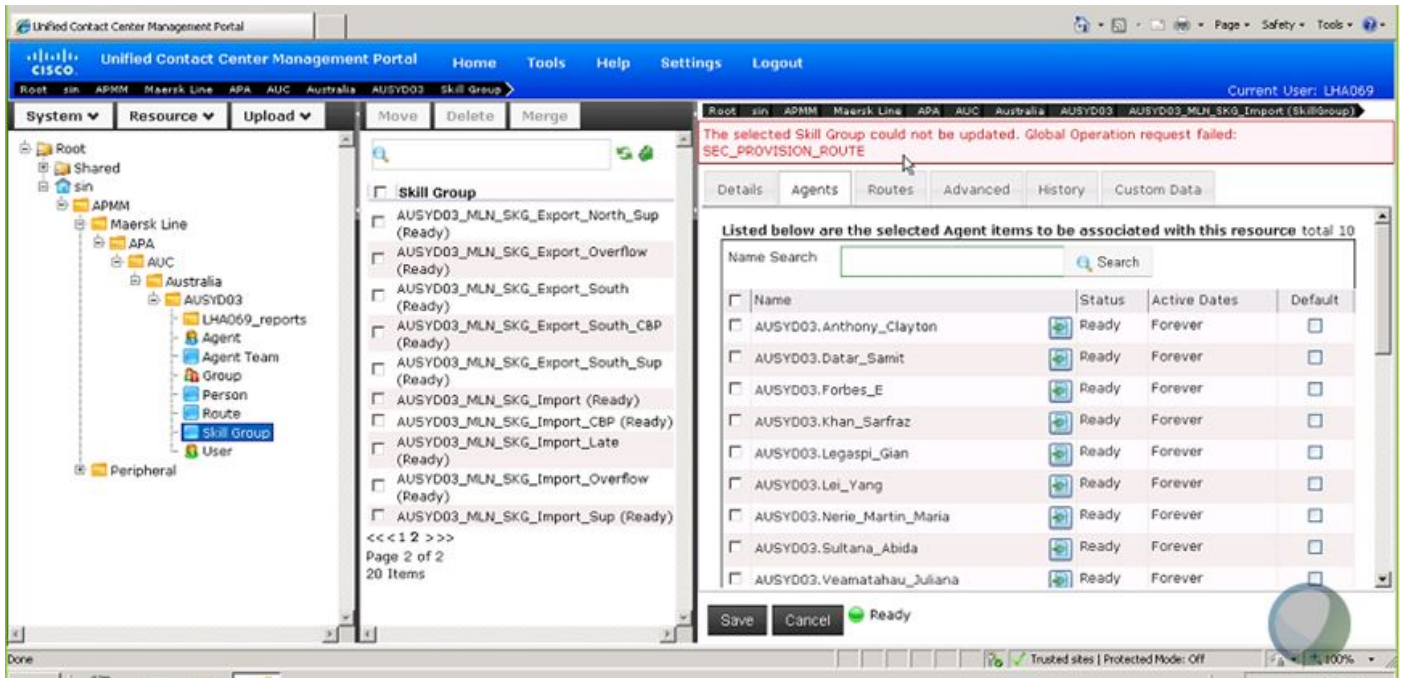 Unified Contact Center Management Portal
Page Safety Tools
CISCO Unified Contact Center Management Portal Home Tools Help Settings Logout
Root sin APMM Maersk Line APA AUC Australia AUSYD03 Skill Group
Current User: LHA069
System Resource Upload
Root
Shared
sin
APMM
Maersk Line
APA
AUC
Australia
AUSYD03
LHA069_reports
Agent
Agent Team
Group
Person
Route
Skill Group
User
Peripheral
Move Delete Merge
Skill Group
AUSYD03_MLN_SKG_Export_North_Sup
(Ready)
AUSYD03_MLN_SKG_Export_Overflow
(Ready)
AUSYD03_MLN_SKG_Export_South
(Ready)
AUSYD03_MLN_SKG_Export_South_CBP
(Ready)
AUSYD03_MLN_SKG_Export_South_Sup
(Ready)
AUSYD03_MLN_SKG_Import (Ready)
AUSYD03_MLN_SKG_Import_CBP (Ready)
AUSYD03_MLN_SKG_Import_Late
(Ready)
AUSYD03_MLN_SKG_Import_Overflow
(Ready)
AUSYD03_MLN_SKG_Import_Sup (Ready)
<<< 1 2 >>>
Page 2 of 2
20 Items
Root sin APMM Maersk Line APA AUC Australia AUSYD03 AUSYD03_MLN_SKG_Import (SkillGroup)
The selected Skill Group could not be updated. Global Operation request failed:
SEC_PROVISION_ROUTE
Details Agents Routes Advanced History Custom Data
Listed below are the selected Agent items to be associated with this resource total 10
Name Search Search
Name Status Active Dates Default
AUSYD03.Anthony_Clayton Ready Forever
AUSYD03.Datar_Samit Ready Forever
AUSYD03.Forbes_E Ready Forever
AUSYD03.Khan_Sarfraz Ready Forever
AUSYD03.Legaspi_Gian Ready Forever
AUSYD03.Lei_Yang Ready Forever
AUSYD03.Nerie_Martin_Maria Ready Forever
AUSYD03.Sultana_Abida Ready Forever
AUSYD03.Veamatahau_Juliana Ready Forever
Save Cancel Ready
Done
Trusted sites | Protected Mode: Off
100%